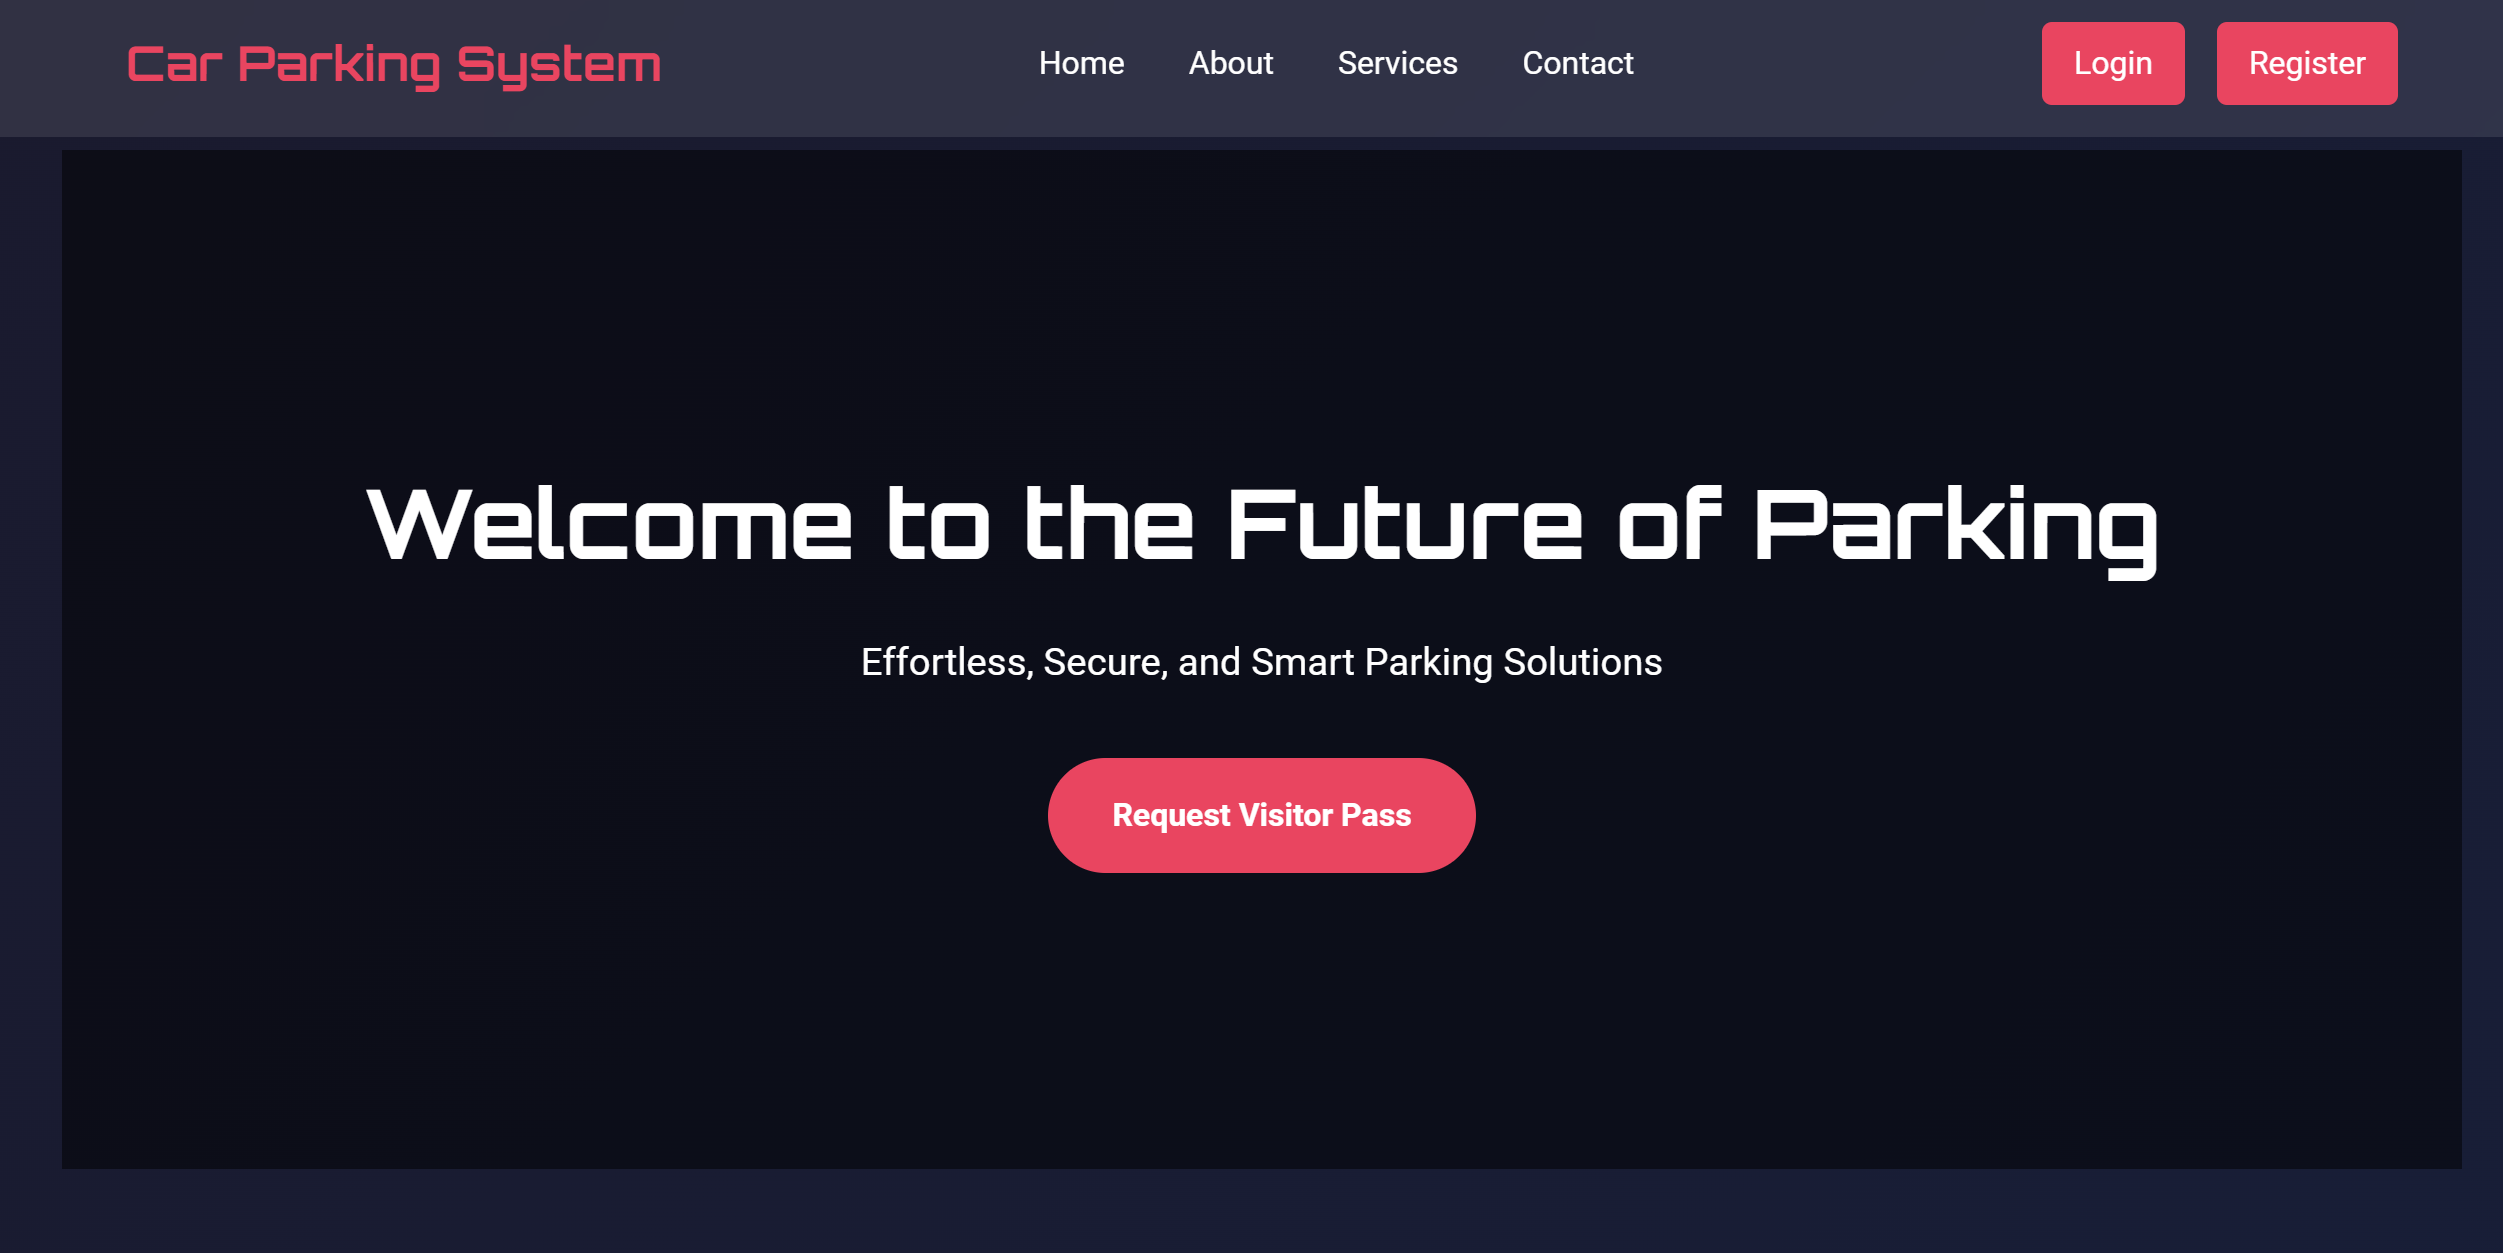 Car Parking System
Home About Services Contact
Login Register
Welcome to the Future of Parking
Effortless, Secure, and Smart Parking Solutions
Request Visitor Pass